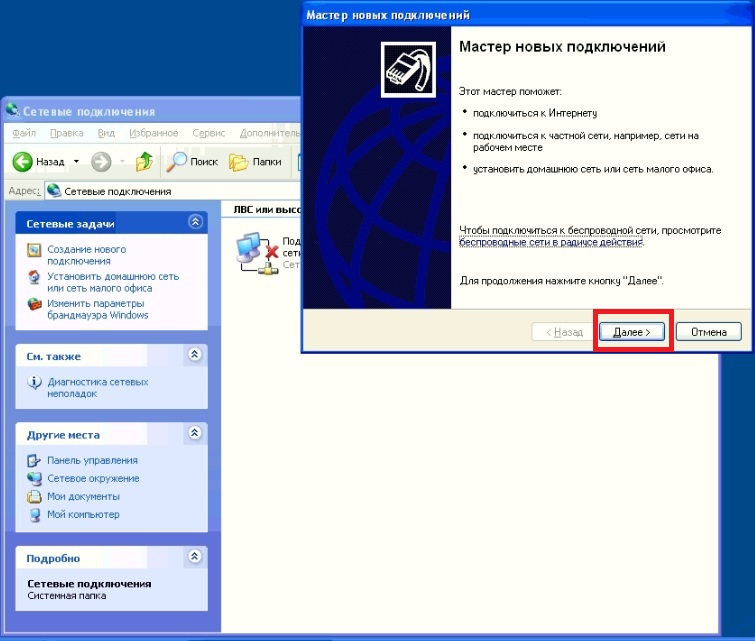 Мастер новых подключений
Мастер новых подключений
Этот мастер поможет:
• подключиться к Интернету
• подключиться к частной сети, например, сети на
рабочем месте
• установить домашнюю сеть или сеть малого офиса.
Чтобы подключиться к беспроводной сети, просмотрите
беспроводные сети в радиусе действия.
Для продолжения нажмите кнопку "Далее".
< Назад
Далее >
Отмена
Сетевые подключения
Файл Правка Вид Избранное Сервис Дополнитель
Назад Поиск Папки
Адрес: Сетевые подключения
Сетевые задачи
Создание нового
подключения
Установить домашнюю сеть
или сеть малого офиса
Изменить параметры
брандмауэра Windows
См. также
Диагностика сетевых
неполадок
Другие места
Панель управления
Сетевое окружение
Мои документы
Мой компьютер
Подробно
Сетевые подключения
Системная папка
ЛВС или высо
Под
сети
Сет